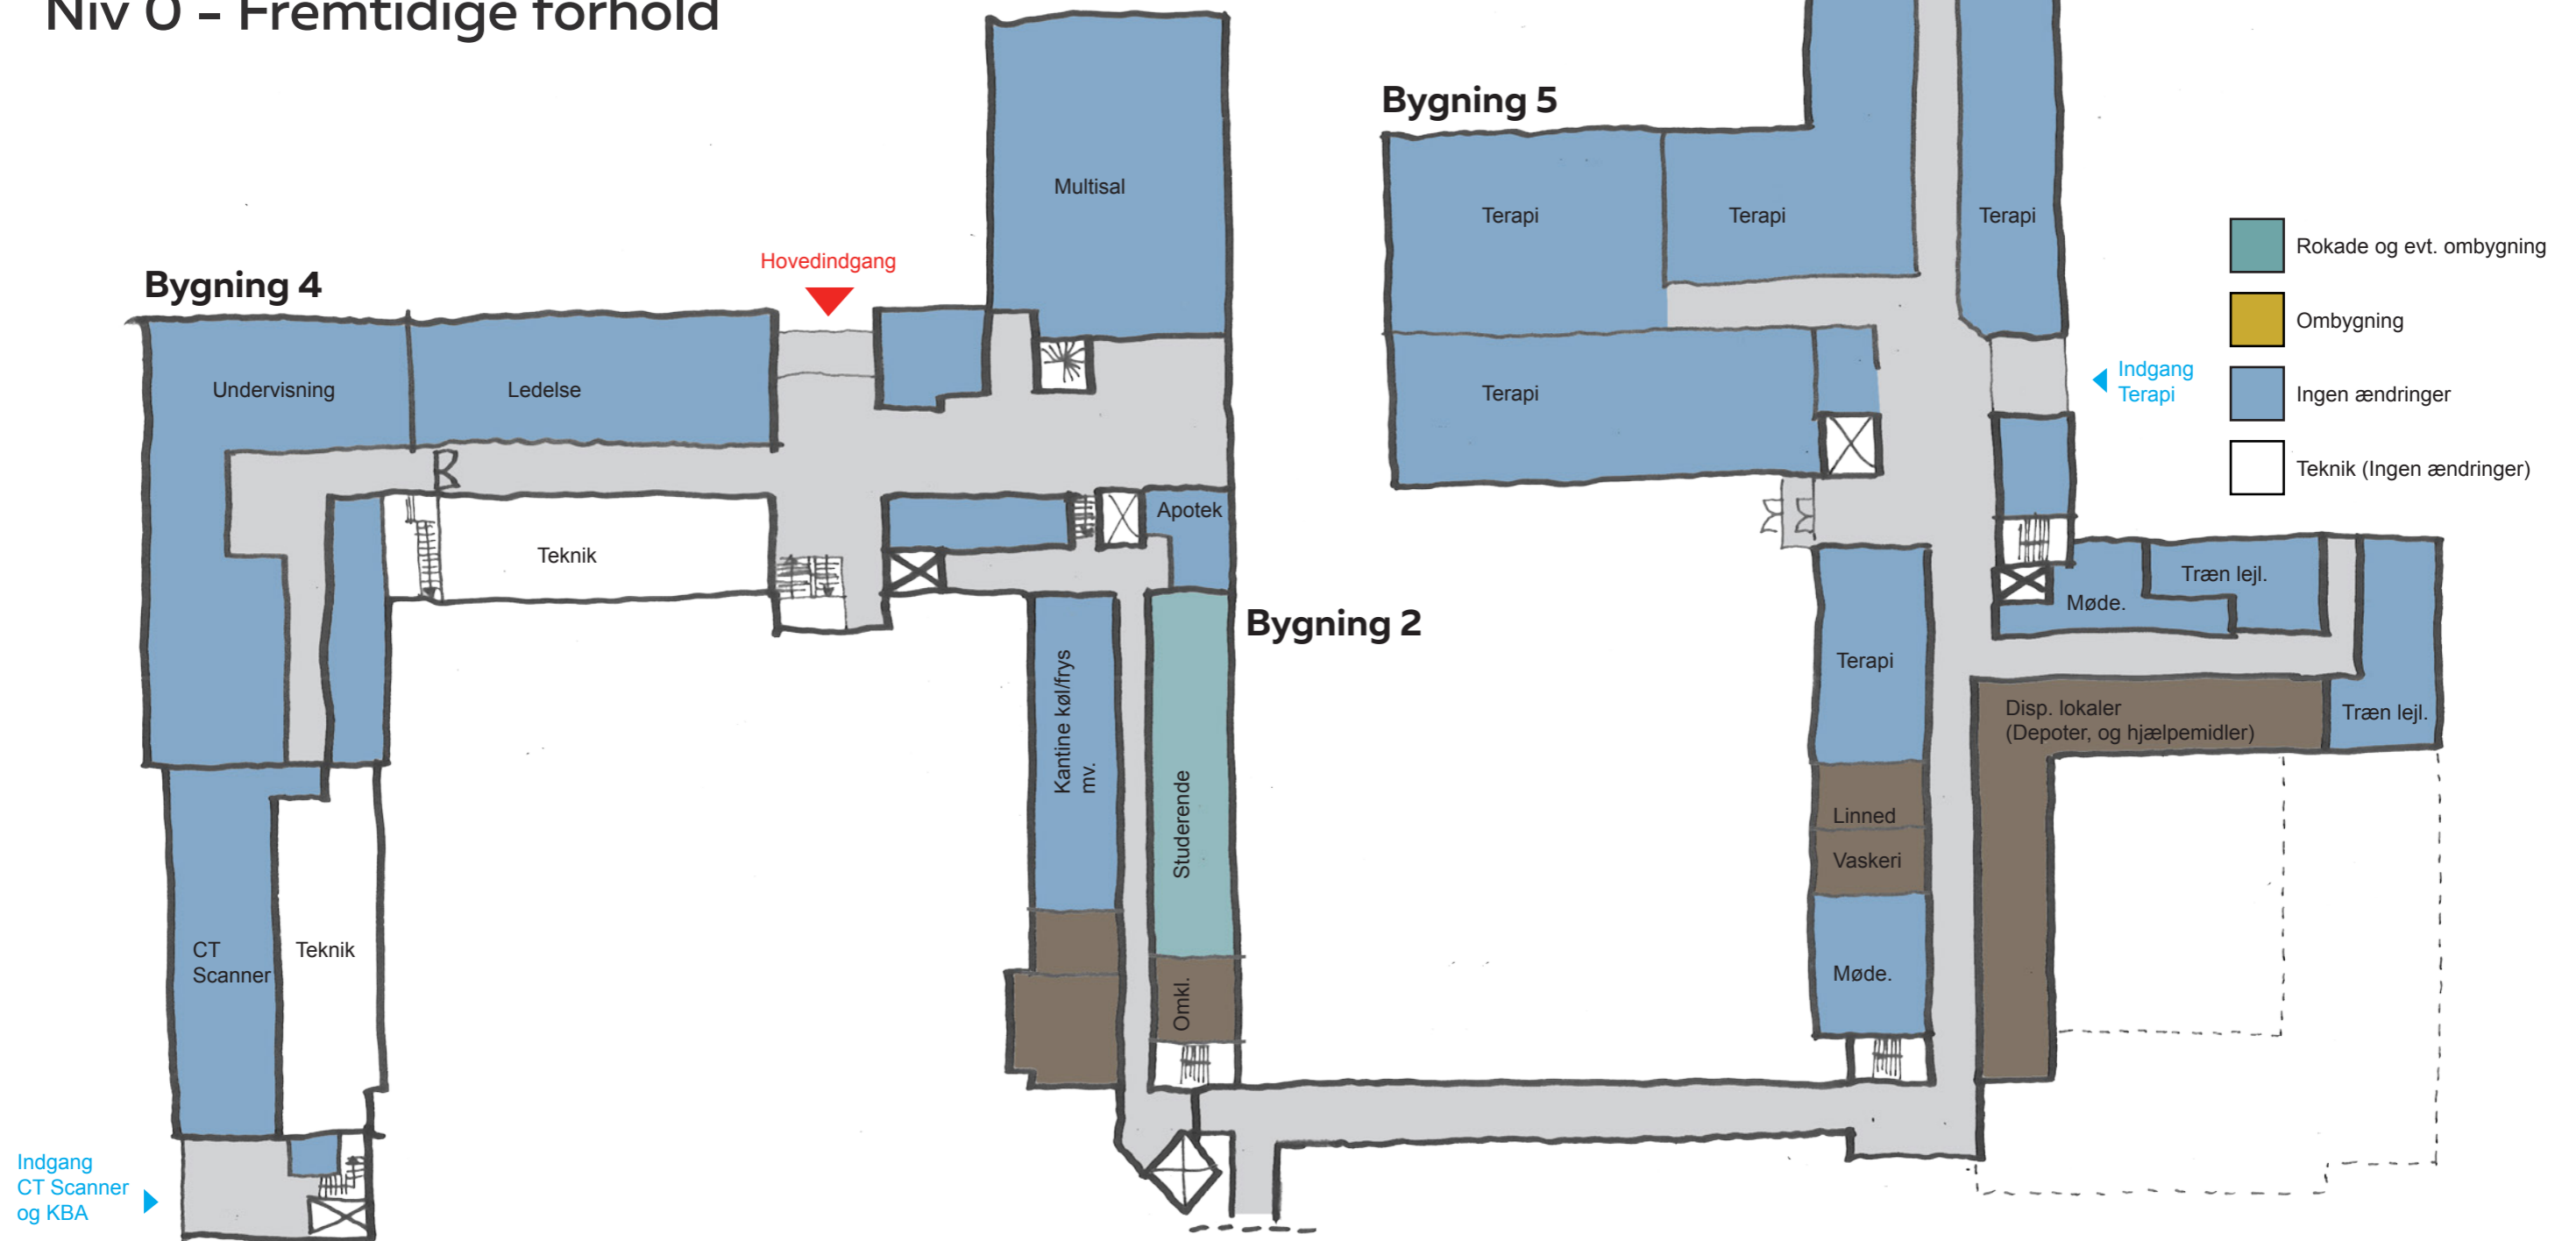 Niv 0 - Fremtidige forhold
Bygning 5
Multisal
Terapi
Terapi
Terapi
Rokade og evt. ombygning
Hovedindgang
Bygning 4
Ombygning
Indgang
Terapi
Undervisning
Ledelse
Terapi
Ingen ændringer
Teknik (Ingen ændringer)
Apotek
Teknik
Træn lejl.
Møde.
Bygning 2
Terapi
Kantine køl/frys
mv.
Studerende
Disp. lokaler
(Depoter, og hjælpemidler)
Træn lejl.
Linned
Vaskeri
CT
Scanner
Teknik
Omkl.
Møde.
Indgang
CT Scanner
og KBA